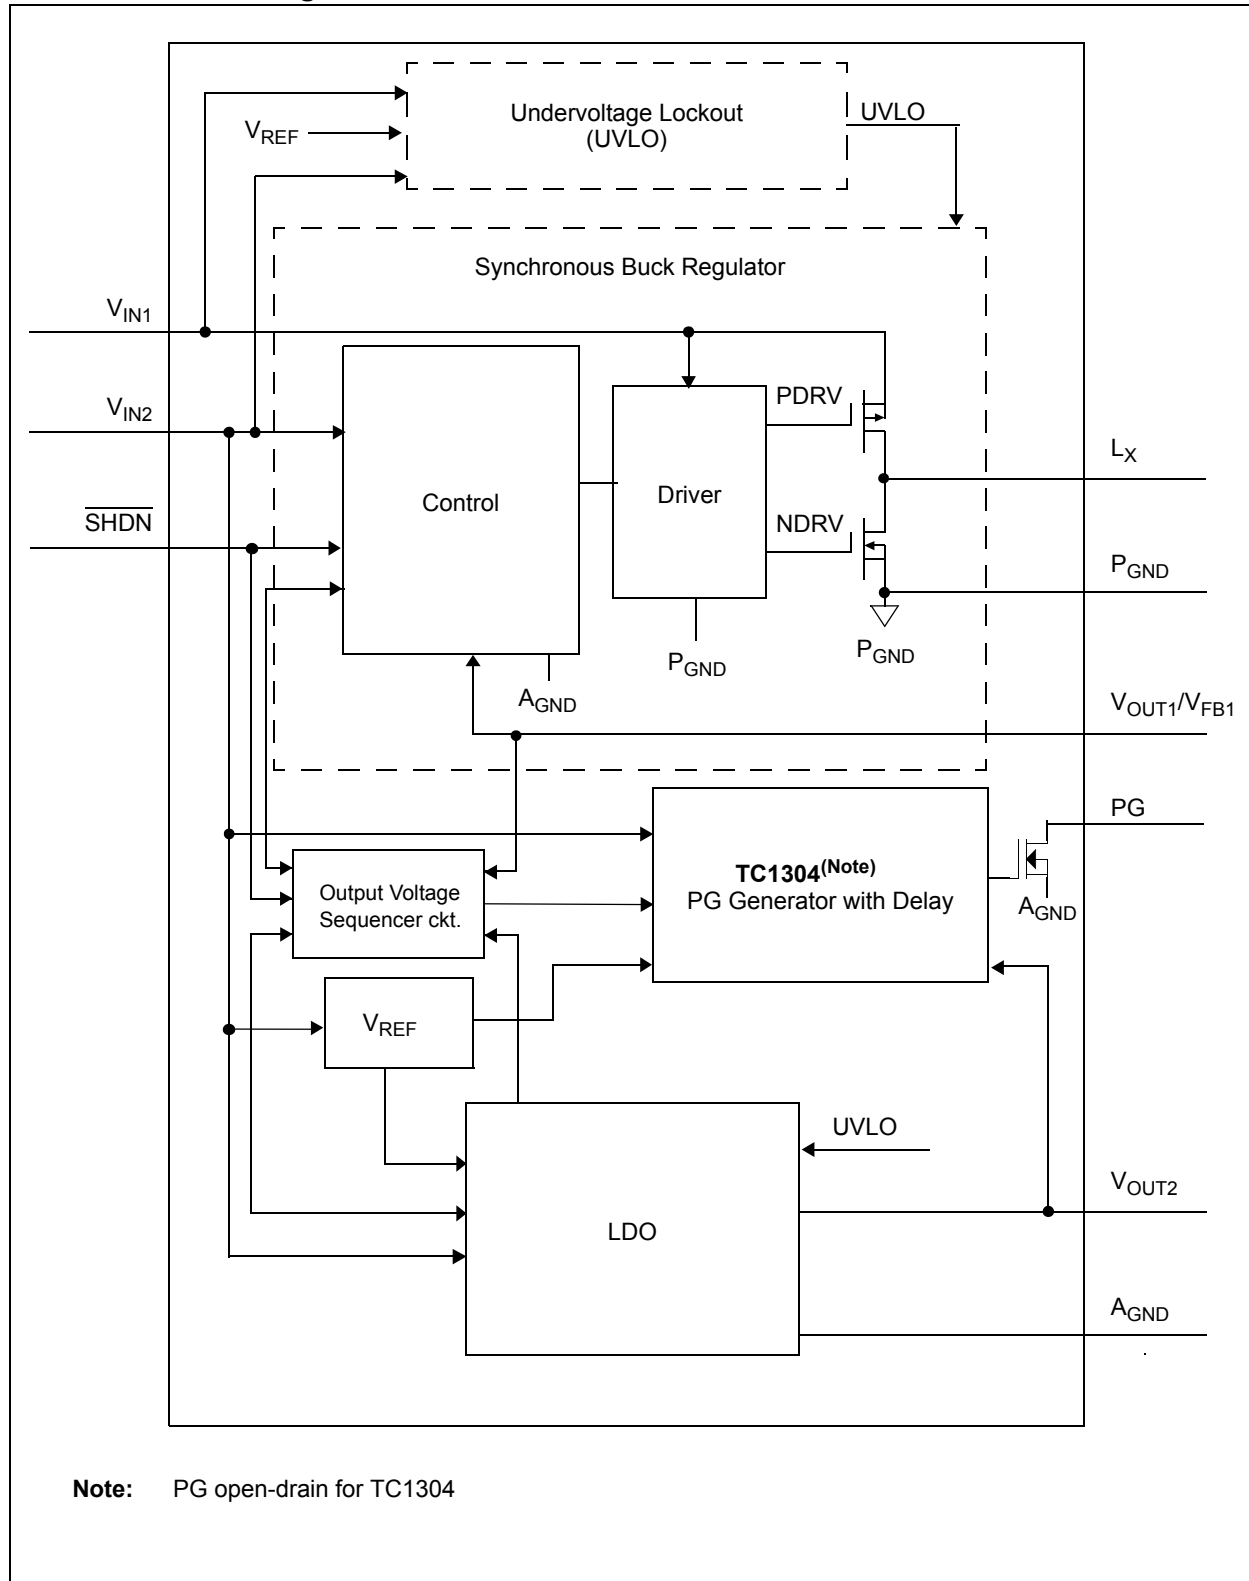 Undervoltage Lockout
(UVLO)
UVLO
VREF
Synchronous Buck Regulator
VIN1
VIN2
SHDN
Control
Driver
PDRV
NDRV
LX
PGND
PGND
PGND
AGND
VOUT1/VFB1
PG
TC1304(Note)
PG Generator with Delay
AGND
Output Voltage
Sequencer ckt.
VREF
UVLO
LDO
VOUT2
AGND
Note: PG open-drain for TC1304